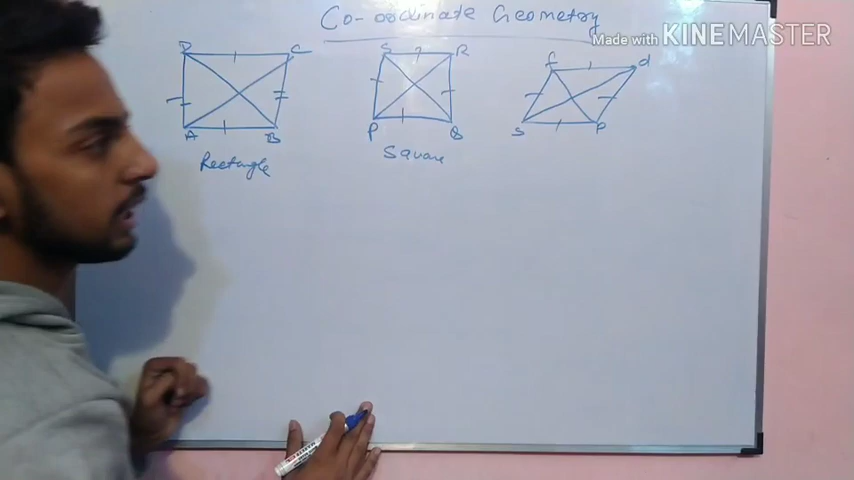 Co-ordinate Geometry
Made with KINEMASTER
D C
A B
Rectangle
S R
P Q
Square
d
S P